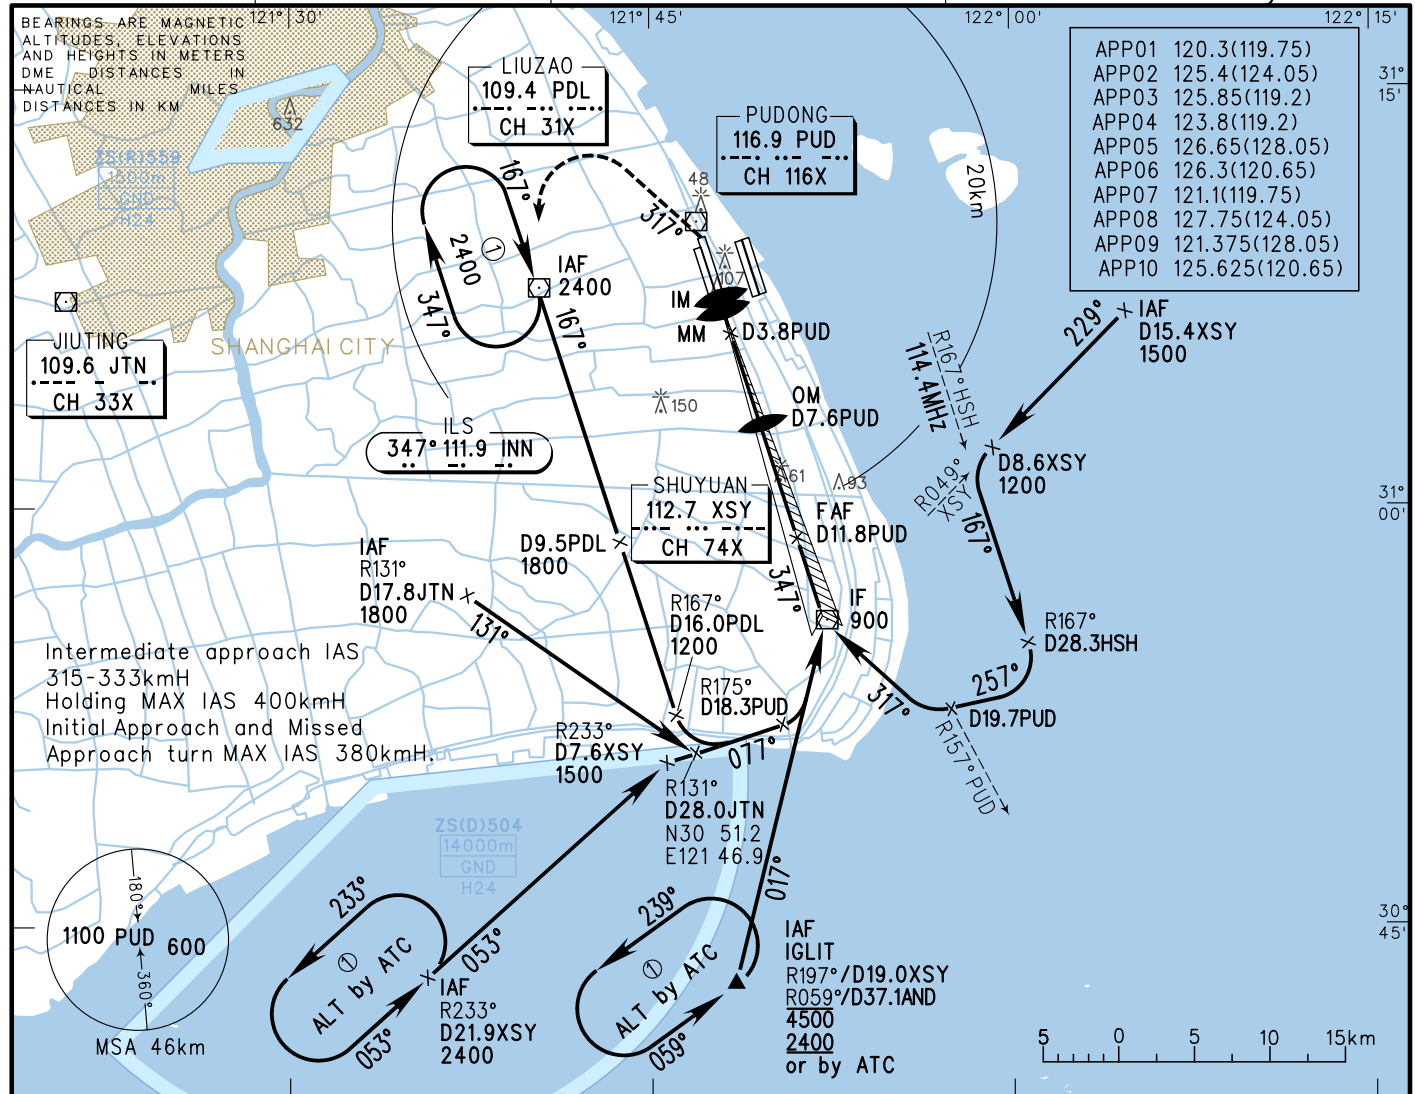 BEARINGS ARE MAGNETIC
ALTITUDES, ELEVATIONS
AND HEIGHTS IN METERS
DME DISTANCES IN
NAUTICAL MILES
DISTANCES IN KM
121° 30'
121° 45'
122° 00'
122° 15'
31°
15'
31°
00'
30°
45'
632
ZS(R)559
1500m
GND
H24
LIUZAO
109.4 PDL
CH 31X
PUDONG
116.9 PUD
CH 116X
APP01 120.3(119.75)
APP02 125.4(124.05)
APP03 125.85(119.2)
APP04 123.8(119.2)
APP05 126.65(128.05)
APP06 126.3(120.65)
APP07 121.1(119.75)
APP08 127.75(124.05)
APP09 121.375(128.05)
APP10 125.625(120.65)
20km
48
317°
107
167°
1
2400
347°
IAF
2400
167°
IM
MM
D3.8PUD
OM
D7.6PUD
JIUTING
109.6 JTN
CH 33X
SHANGHAI CITY
150
ILS
347° 111.9 INN
61
93
SHUYUAN
112.7 XSY
CH 74X
229°
IAF
D15.4XSY
1500
R167°HSH
114.4MHz
D8.6XSY
1200
R049°
XSY
167°
FAF
D11.8PUD
347°
IF
900
D9.5PDL
1800
IAF
R131°
D17.8JTN
1800
131°
R167°
D16.0PDL
1200
R175°
D18.3PUD
R167°
D28.3HSH
257°
317°
D19.7PUD
R157° PUD
Intermediate approach IAS
315-333kmH
Holding MAX IAS 400kmH
Initial Approach and Missed
Approach turn MAX IAS 380kmH.
R233°
D7.6XSY
1500
077°
R131°
D28.0JTN
N30 51.2
E121 46.9
ZS(D)504
14000m
GND
H24
017°
180°
1100 PUD 600
360°
MSA 46km
233°
1
ALT by ATC
053°
053°
IAF
R233°
D21.9XSY
2400
239°
1
ALT by ATC
059°
IAF
IGLIT
R197°/D19.0XSY
R059°/D37.1AND
4500
2400
or by ATC
5 0 5 10 15km